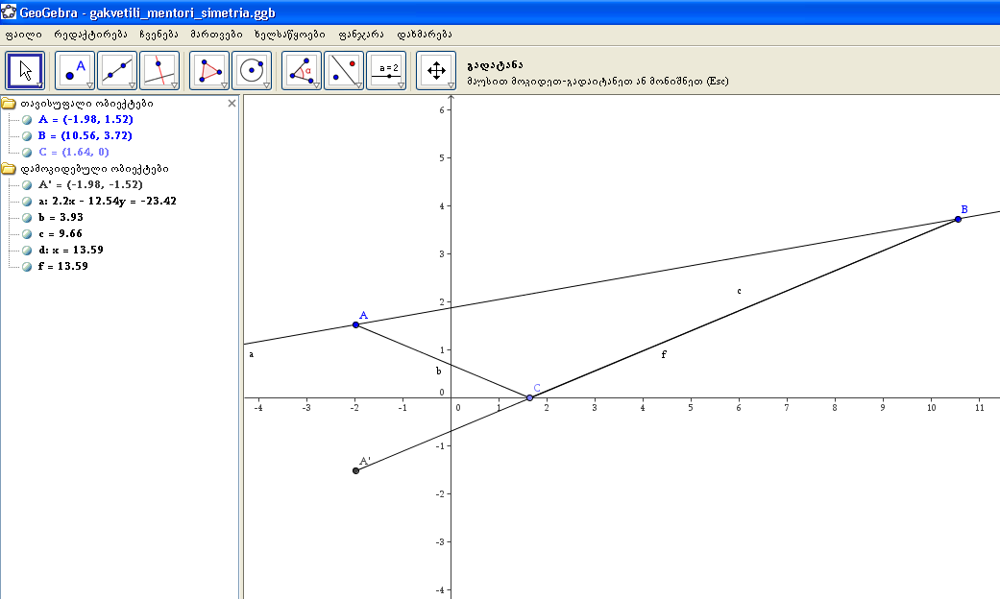 GeoGebra - gakvetili_mentori_simetria.ggb
ფაილი რედაქტირება ჩვენება მართვები ხელსაწყოები ფანჯარა დახმარება
A
α
a = 2
გადატანა
მაუსით მოკიდეთ-გადაიტანეთ ან მონიშნეთ (Esc)
თავისუფალი ობიექტები
A = (-1.98, 1.52)
B = (10.56, 3.72)
C = (1.64, 0)
დამოკიდებული ობიექტები
A' = (-1.98, -1.52)
a: 2.2x - 12.54y = -23.42
b = 3.93
c = 9.66
d: x = 13.59
f = 13.59
6
5
4
B
3
c
2
A
1
a
f
b
C
0
-4 -3 -2 -1 0 1 2 3 4 5 6 7 8 9 10 11
-1
A'
-2
-3
-4